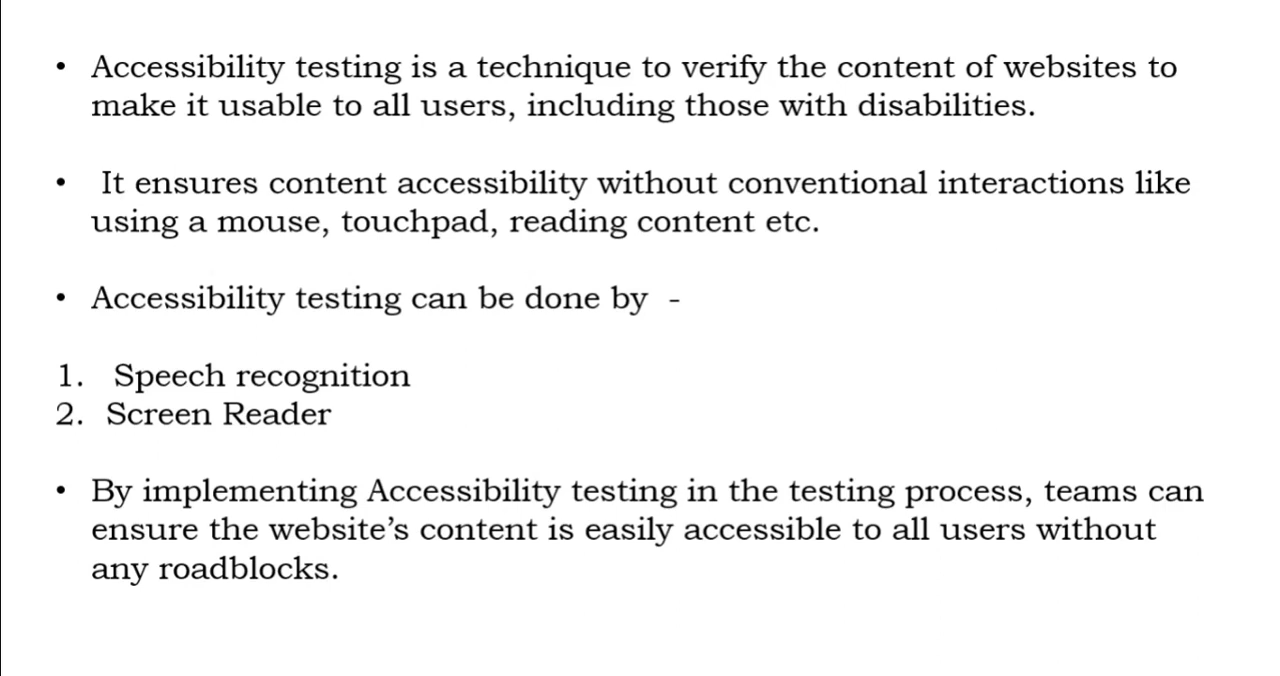 • Accessibility testing is a technique to verify the content of websites to
make it usable to all users, including those with disabilities.
• It ensures content accessibility without conventional interactions like
using a mouse, touchpad, reading content etc.
• Accessibility testing can be done by -
1. Speech recognition
2. Screen Reader
• By implementing Accessibility testing in the testing process, teams can
ensure the website’s content is easily accessible to all users without
any roadblocks.